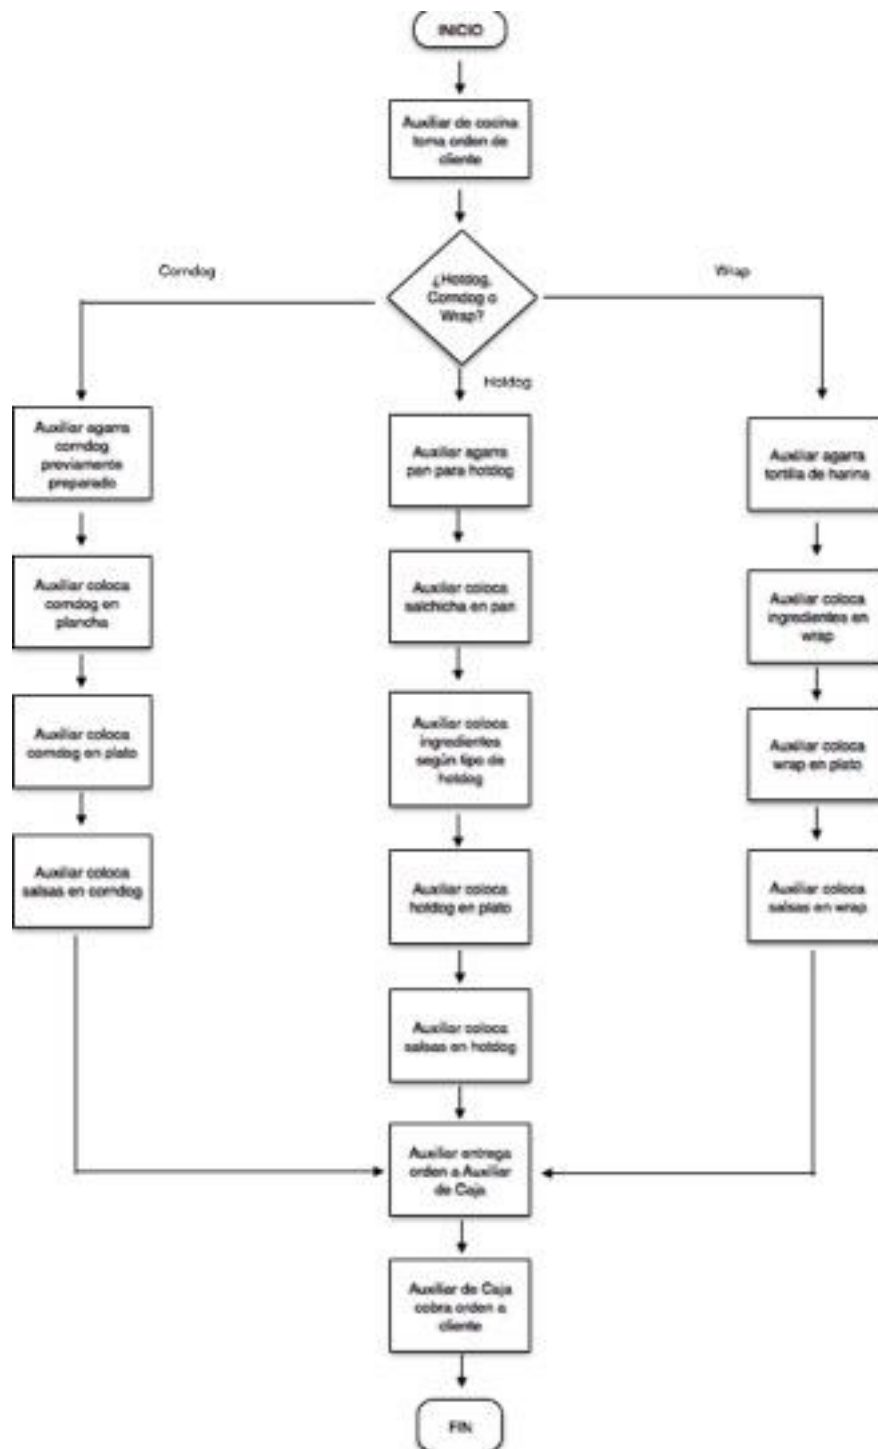 INICIO
Auxiliar de cocina
toma orden de
cliente
Corndog
¿Hotdog,
Corndog o
Wrap?
Wrap
Hotdog
Auxiliar agarra
corndog
previamente
preparado
Auxiliar coloca
corndog en
plancha
Auxiliar coloca
corndog en plato
Auxiliar coloca
salsas en corndog
Auxiliar agarra
pan para hotdog
Auxiliar coloca
salchicha en pan
Auxiliar coloca
ingredientes
según tipo de
hotdog
Auxiliar coloca
hotdog en plato
Auxiliar coloca
salsas en hotdog
Auxiliar agarra
tortilla de harina
Auxiliar coloca
ingredientes en
wrap
Auxiliar coloca
wrap en plato
Auxiliar coloca
salsas en wrap
Auxiliar entrega
orden a Auxiliar
de Caja
Auxiliar de Caja
cobra orden a
cliente
FIN